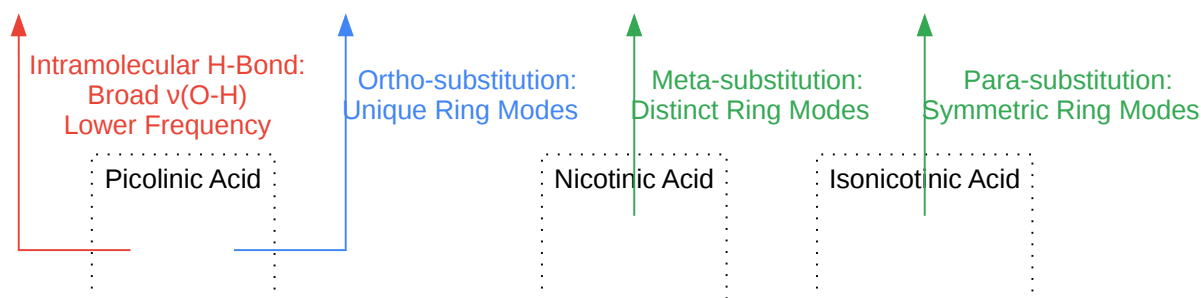 Intramolecular H-Bond:
Broad ν(O-H)
Lower Frequency
Ortho-substitution:
Unique Ring Modes
Meta-substitution:
Distinct Ring Modes
Para-substitution:
Symmetric Ring Modes
Picolinic Acid
Nicotinic Acid
Isonicotinic Acid